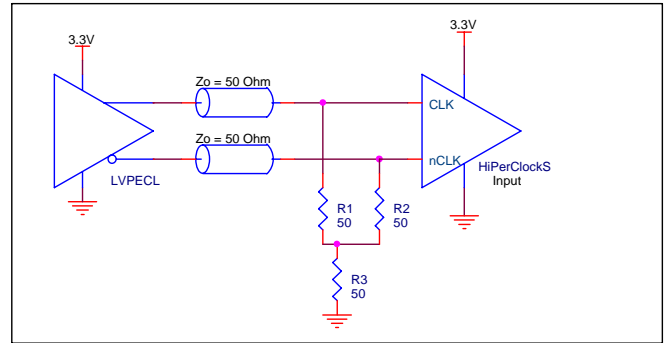 3.3V
3.3V
Zo = 50 Ohm
CLK
Zo = 50 Ohm
nCLK
LVPECL
HiPerClockS
Input
R1
50
R2
50
R3
50